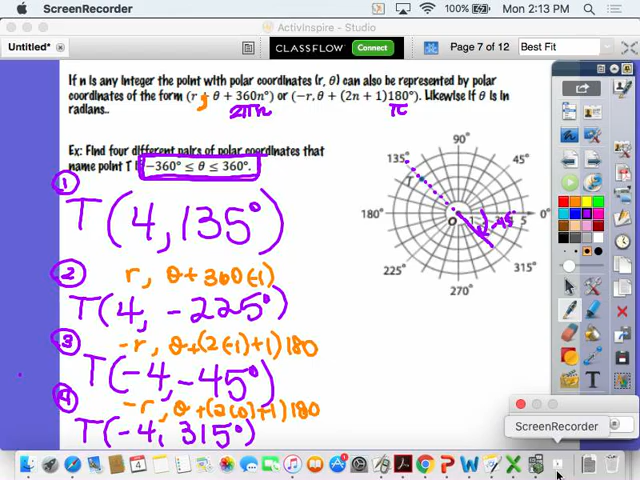 ScreenRecorder
100%
Mon 2:13 PM
ActivInspire - Studio
Untitled*
CLASSFLOW Connect
Page 7 of 12
Best Fit
If n is any integer the point with polar coordinates (r, θ) can also be represented by polar
coordinates of the form (r + θ + 360n°) or (−r, θ + (2n + 1)180°). Likewise if θ is in
radians..
,
2πn
π
Ex: Find four different pairs of polar coordinates that
name point T
−360° ≤ θ ≤ 360°.
① T(4, 135°)
② r, θ+360(-1)
T(4, -225°)
③ -r, θ+(2(-1)+1)180
T(-4, -45°)
④ -r, θ+(2(0)+1)180
T(-4, 315°)
90°
135°
45°
T
180°
O
1
5
0°
-45°
225°
315°
270°
ScreenRecorder